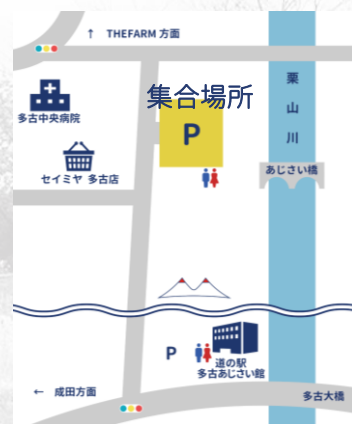 ↑ THEFARM 方面
集合場所
P
栗山川
多古中央病院
セイミヤ 多古店
あじさい橋
P
道の駅
多古あじさい館
← 成田方面
多古大橋